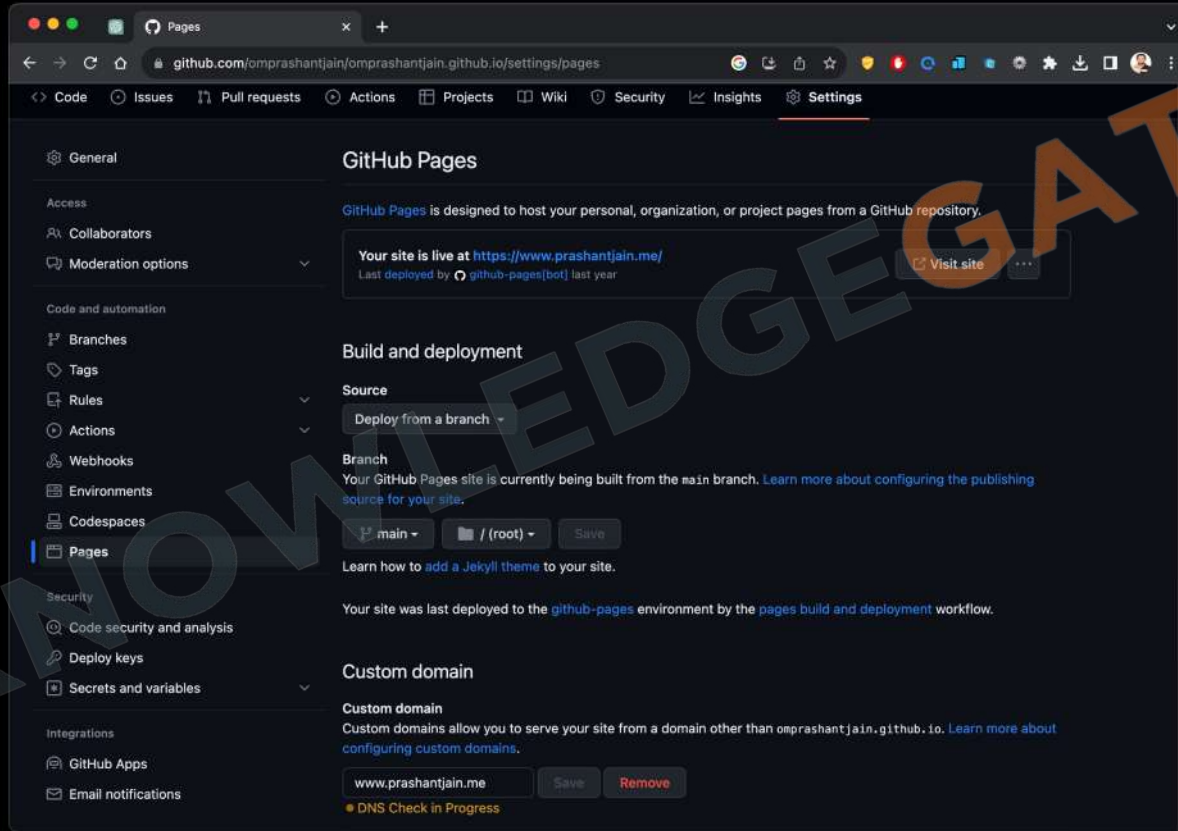 Pages
github.com/omprashantjain/omprashantjain.github.io/settings/pages
Code Issues Pull requests Actions Projects Wiki Security Insights Settings
General
Access
Collaborators
Moderation options
Code and automation
Branches
Tags
Rules
Actions
Webhooks
Environments
Codespaces
Pages
Security
Code security and analysis
Deploy keys
Secrets and variables
Integrations
GitHub Apps
Email notifications
GitHub Pages
GitHub Pages is designed to host your personal, organization, or project pages from a GitHub repository.
Your site is live at https://www.prashantjain.me/
Last deployed by github-pages[bot] last year
Visit site
Build and deployment
Source
Deploy from a branch
Branch
Your GitHub Pages site is currently being built from the main branch. Learn more about configuring the publishing
source for your site.
main / (root) Save
Learn how to add a Jekyll theme to your site.
Your site was last deployed to the github-pages environment by the pages build and deployment workflow.
Custom domain
Custom domain
Custom domains allow you to serve your site from a domain other than omprashantjain.github.io. Learn more about
configuring custom domains.
www.prashantjain.me Save Remove
DNS Check in Progress
KNOWLEDGEGAT